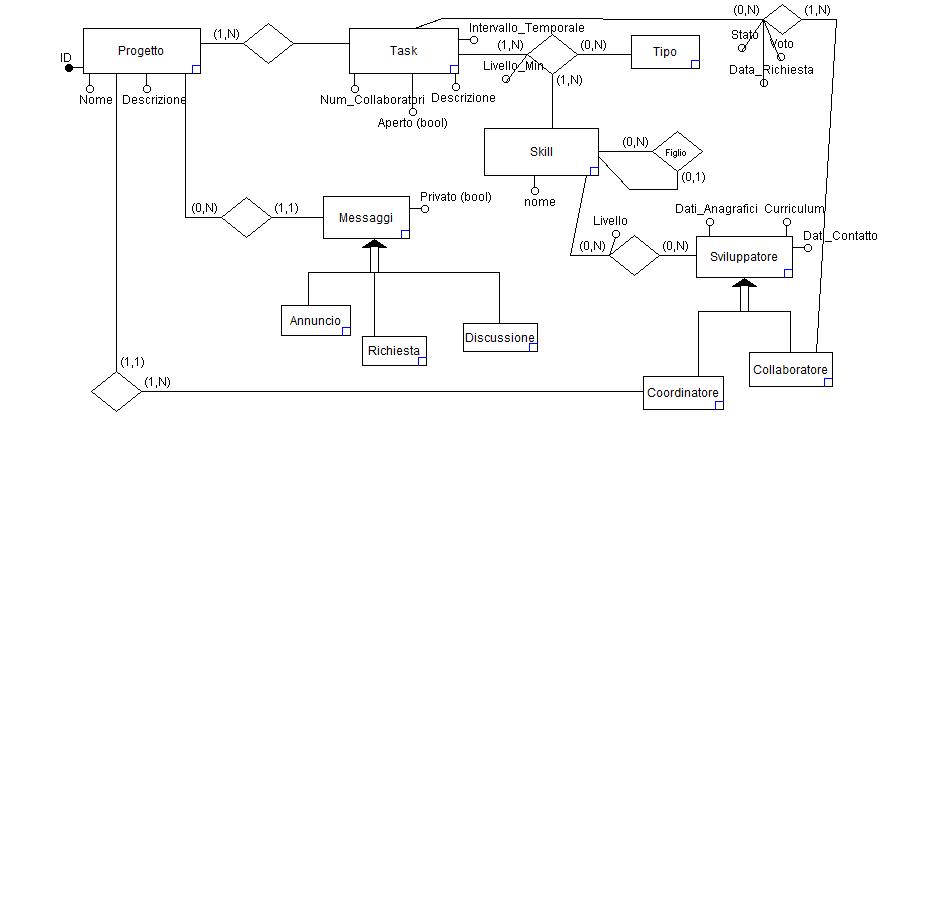 (0,N)
(1,N)
Intervallo_Temporale
(1,N)
Stato
Voto
(1,N)
(0,N)
Progetto
Task
Tipo
ID
Livello_Min
Data_Richiesta
(1,N)
Nome
Descrizione
Num_Collaboratori
Descrizione
Aperto (bool)
(0,N)
Skill
Figlio
(0,1)
Privato (bool)
nome
(0,N)
(1,1)
Messaggi
Livello
Dati_Anagrafici
Curriculum
Dati_Contatto
(0,N)
(0,N)
Sviluppatore
Annuncio
Richiesta
Discussione
(1,1)
(1,N)
Coordinatore
Collaboratore